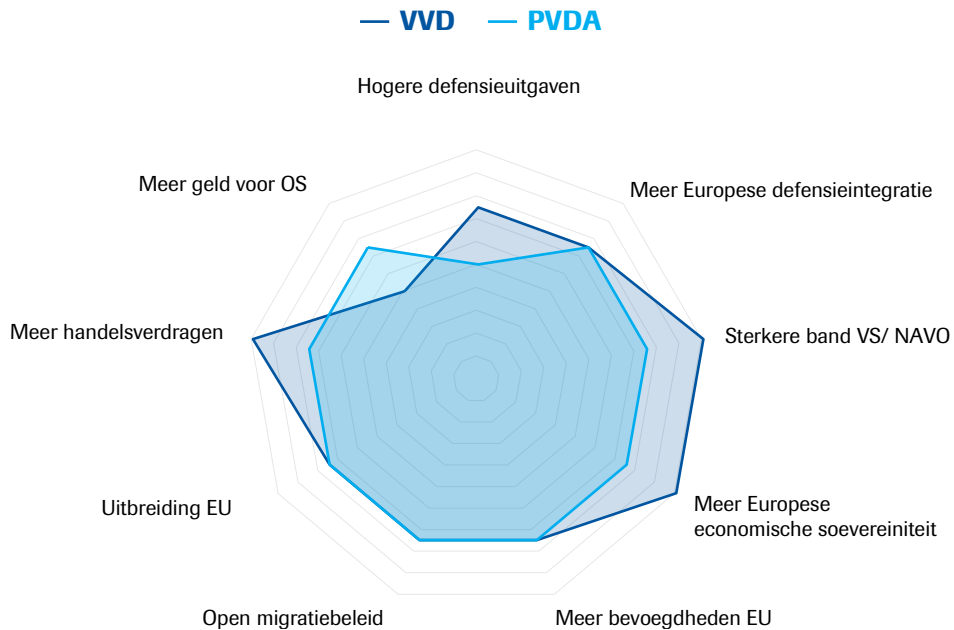 VVD PVDA
Hogere defensieuitgaven
Meer geld voor OS
Meer Europese defensieintegratie
Meer handelsverdragen
Sterkere band VS/ NAVO
Uitbreiding EU
Meer Europese
economische soevereiniteit
Open migratiebeleid
Meer bevoegdheden EU